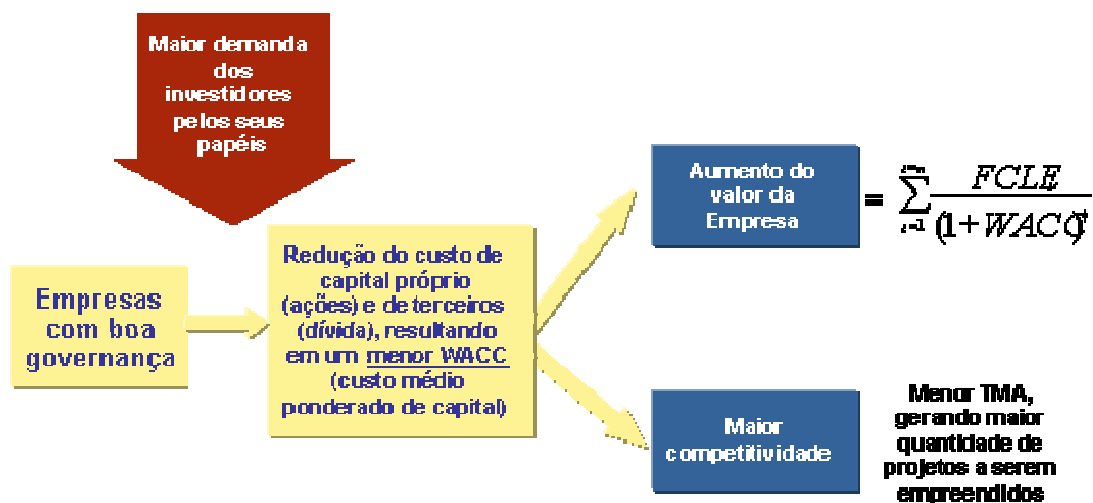 Maior demanda
dos
investidores
pelos seus
papéis
Empresas
com boa
governança
Redução do custo de
capital próprio
(ações) e de terceiros
(dívida), resultando
em um menor WACC
(custo médio
ponderado de capital)
Aumento do
valor da
Empresa
= ∑ FCLE / (1+WACC)
Maior
competitividade
Menor TMA,
gerando maior
quantidade de
projetos a serem
empreendidos